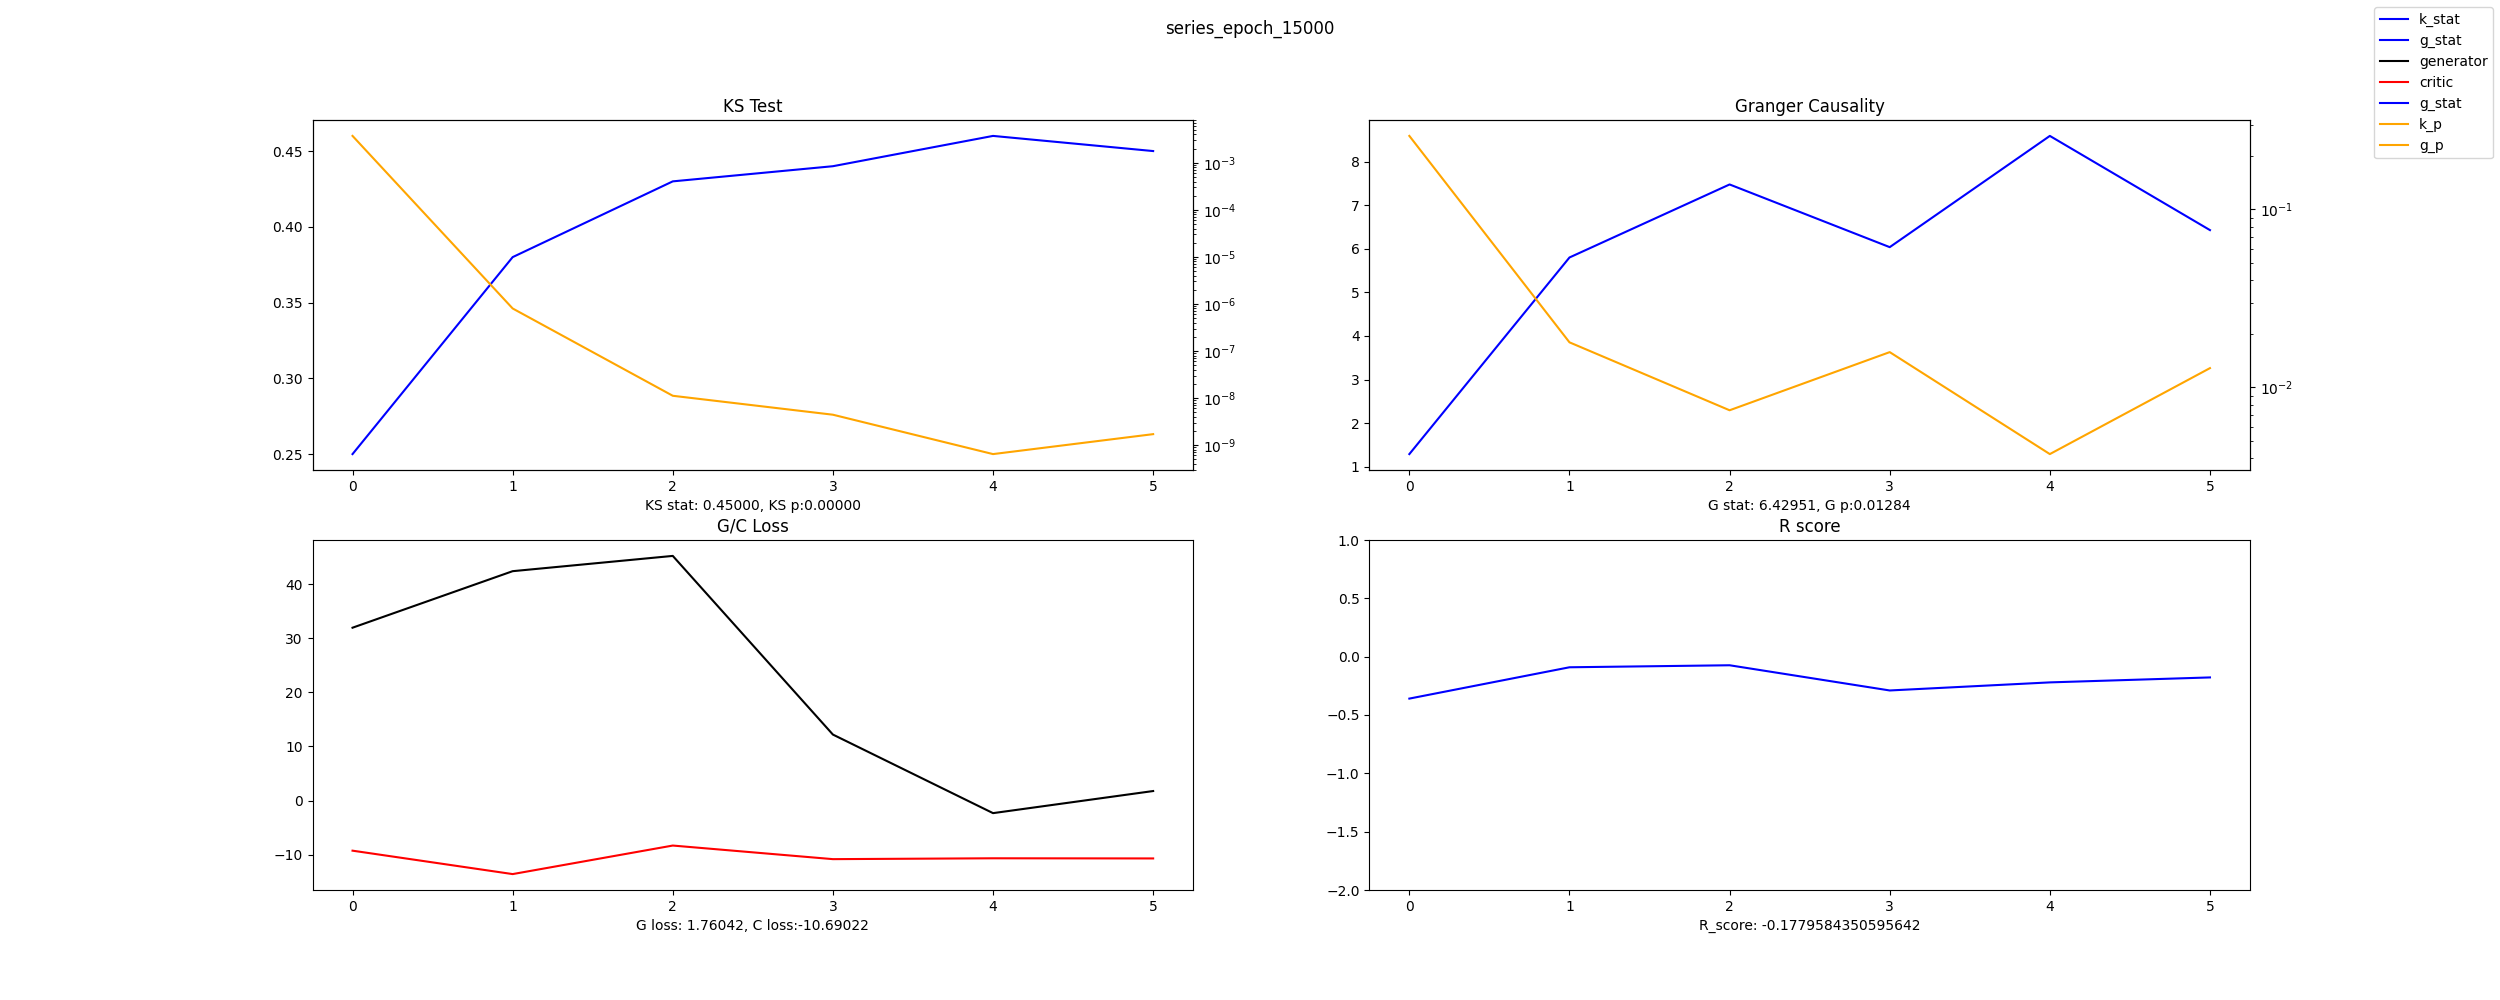 series_epoch_15000
k_stat
g_stat
generator
critic
g_stat
k_p
g_p
KS Test
0.45
0.40
0.35
0.30
0.25
10⁻³
10⁻⁴
10⁻⁵
10⁻⁶
10⁻⁷
10⁻⁸
10⁻⁹
0 1 2 3 4 5
KS stat: 0.45000, KS p:0.00000
Granger Causality
8
7
6
5
4
3
2
1
10⁻¹
10⁻²
0 1 2 3 4 5
G stat: 6.42951, G p:0.01284
G/C Loss
40
30
20
10
0
−10
0 1 2 3 4 5
G loss: 1.76042, C loss:-10.69022
R score
1.0
0.5
0.0
−0.5
−1.0
−1.5
−2.0
0 1 2 3 4 5
R_score: -0.1779584350595642